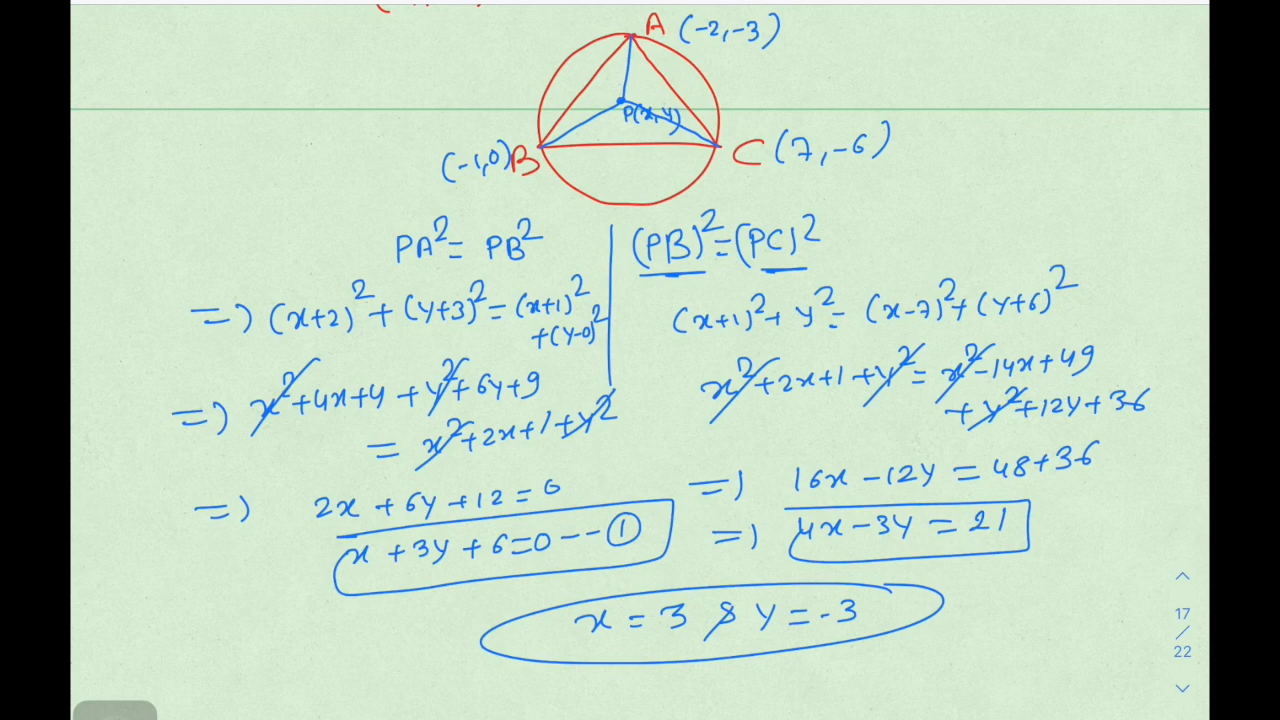 A (-2,-3)
P(x,y)
(-1,0) B
C (7,-6)
PA² = PB²
=) (x+2)² + (y+3)² = (x+1)²
+(y-0)²
=) x² + 4x + 4 + y² + 6y + 9
= x² + 2x + 1 + y²
=) 2x + 6y + 12 = 0
x + 3y + 6 = 0 -- ①
(PB)² = (PC)²
(x+1)² + y² = (x-7)² + (y+6)²
x² + 2x + 1 + y² = x² - 14x + 49
+ y² + 12y + 36
=) 16x - 12y = 48 + 36
=) 4x - 3y = 21
x = 3 & y = -3
17
/
22